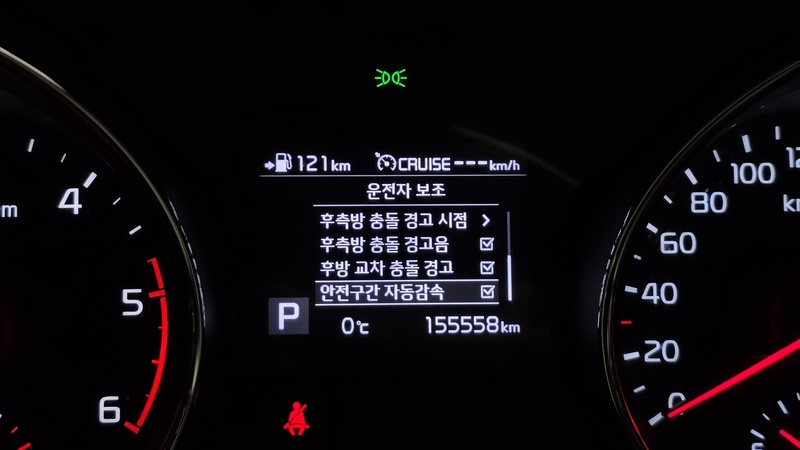 121km CRUISE---km/h
운전자 보조
후측방 충돌 경고 시점
후측방 충돌 경고음
후방 교차 충돌 경고
안전구간 자동감속
P 0℃ 155558km
4
5
6
100
80
60
40
20
0